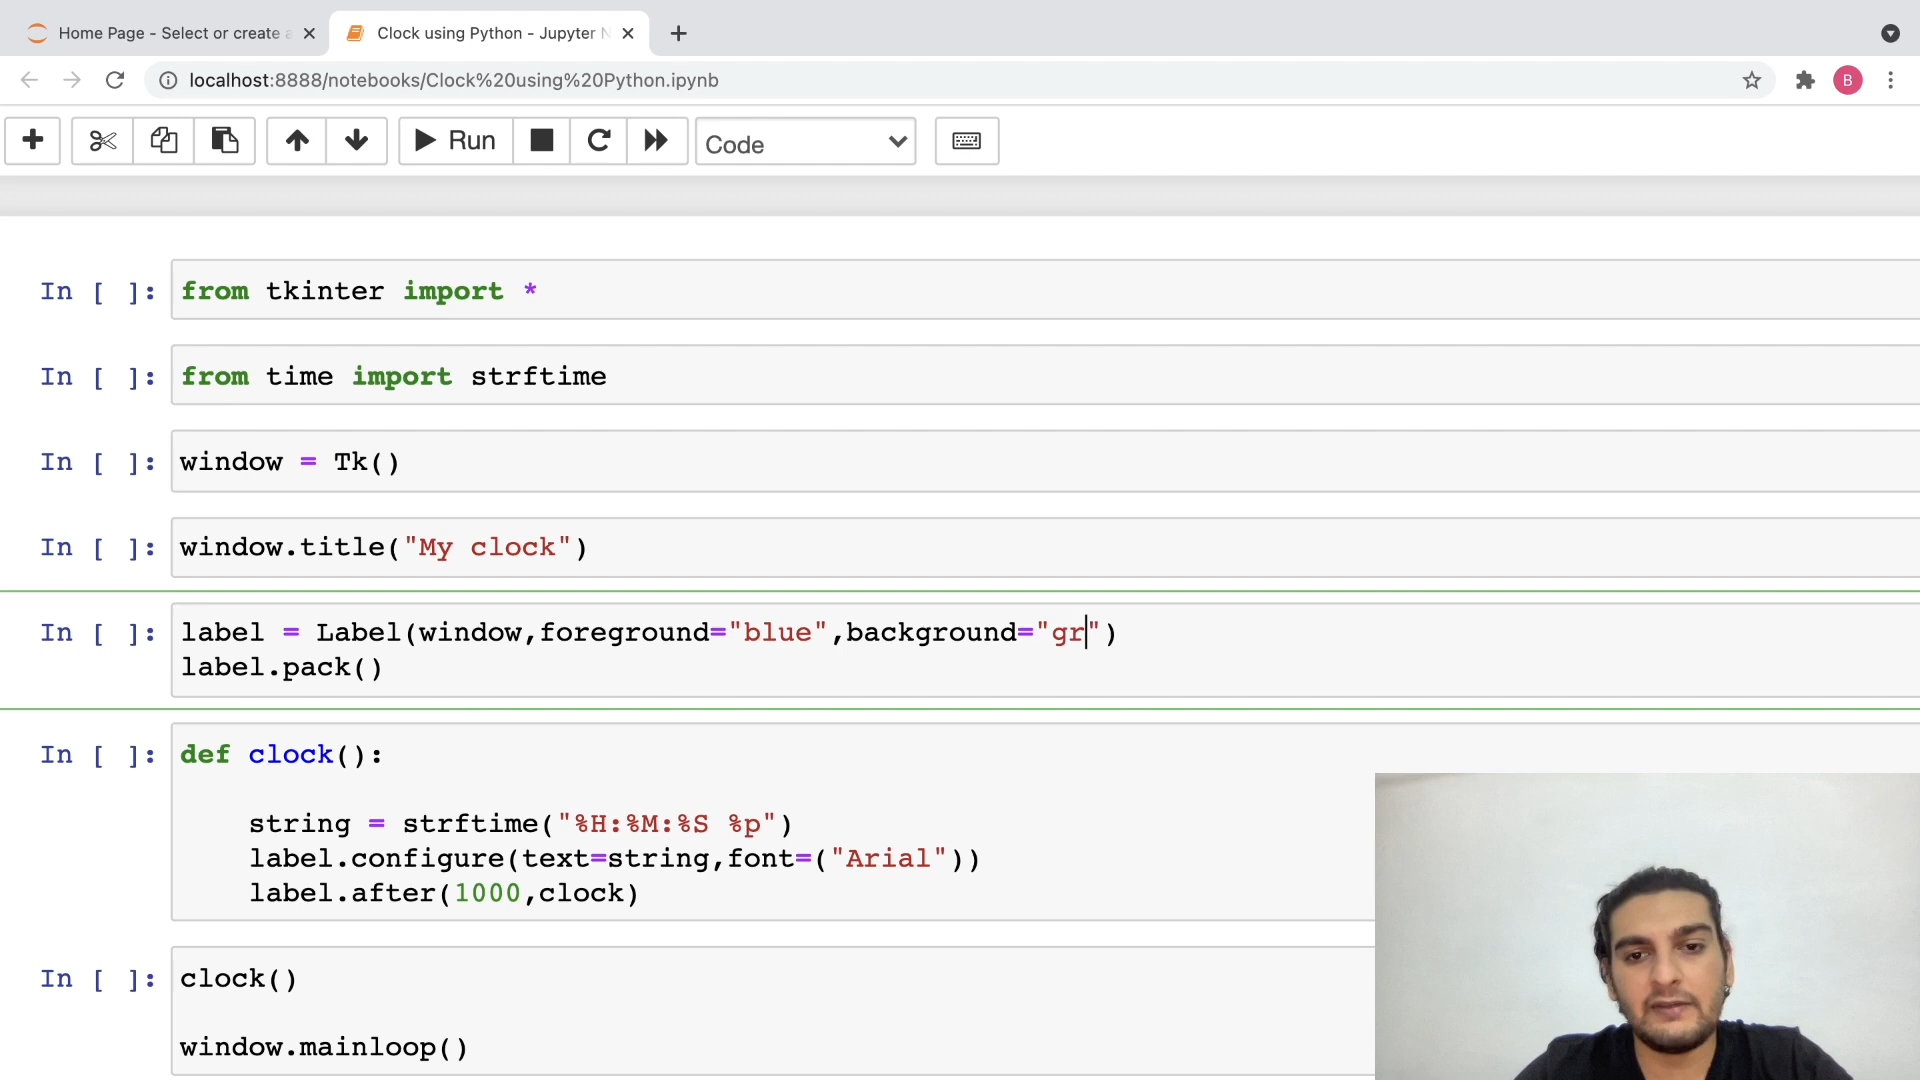 Home Page - Select or create a
Clock using Python - Jupyter N
localhost:8888/notebooks/Clock%20using%20Python.ipynb
B
Run
Code
In [ ]: from tkinter import *
In [ ]: from time import strftime
In [ ]: window = Tk()
In [ ]: window.title("My clock")
In [ ]: label = Label(window,foreground="blue",background="gr")
label.pack()
In [ ]: def clock():
string = strftime("%H:%M:%S %p")
label.configure(text=string,font=("Arial"))
label.after(1000,clock)
In [ ]: clock()
window.mainloop()